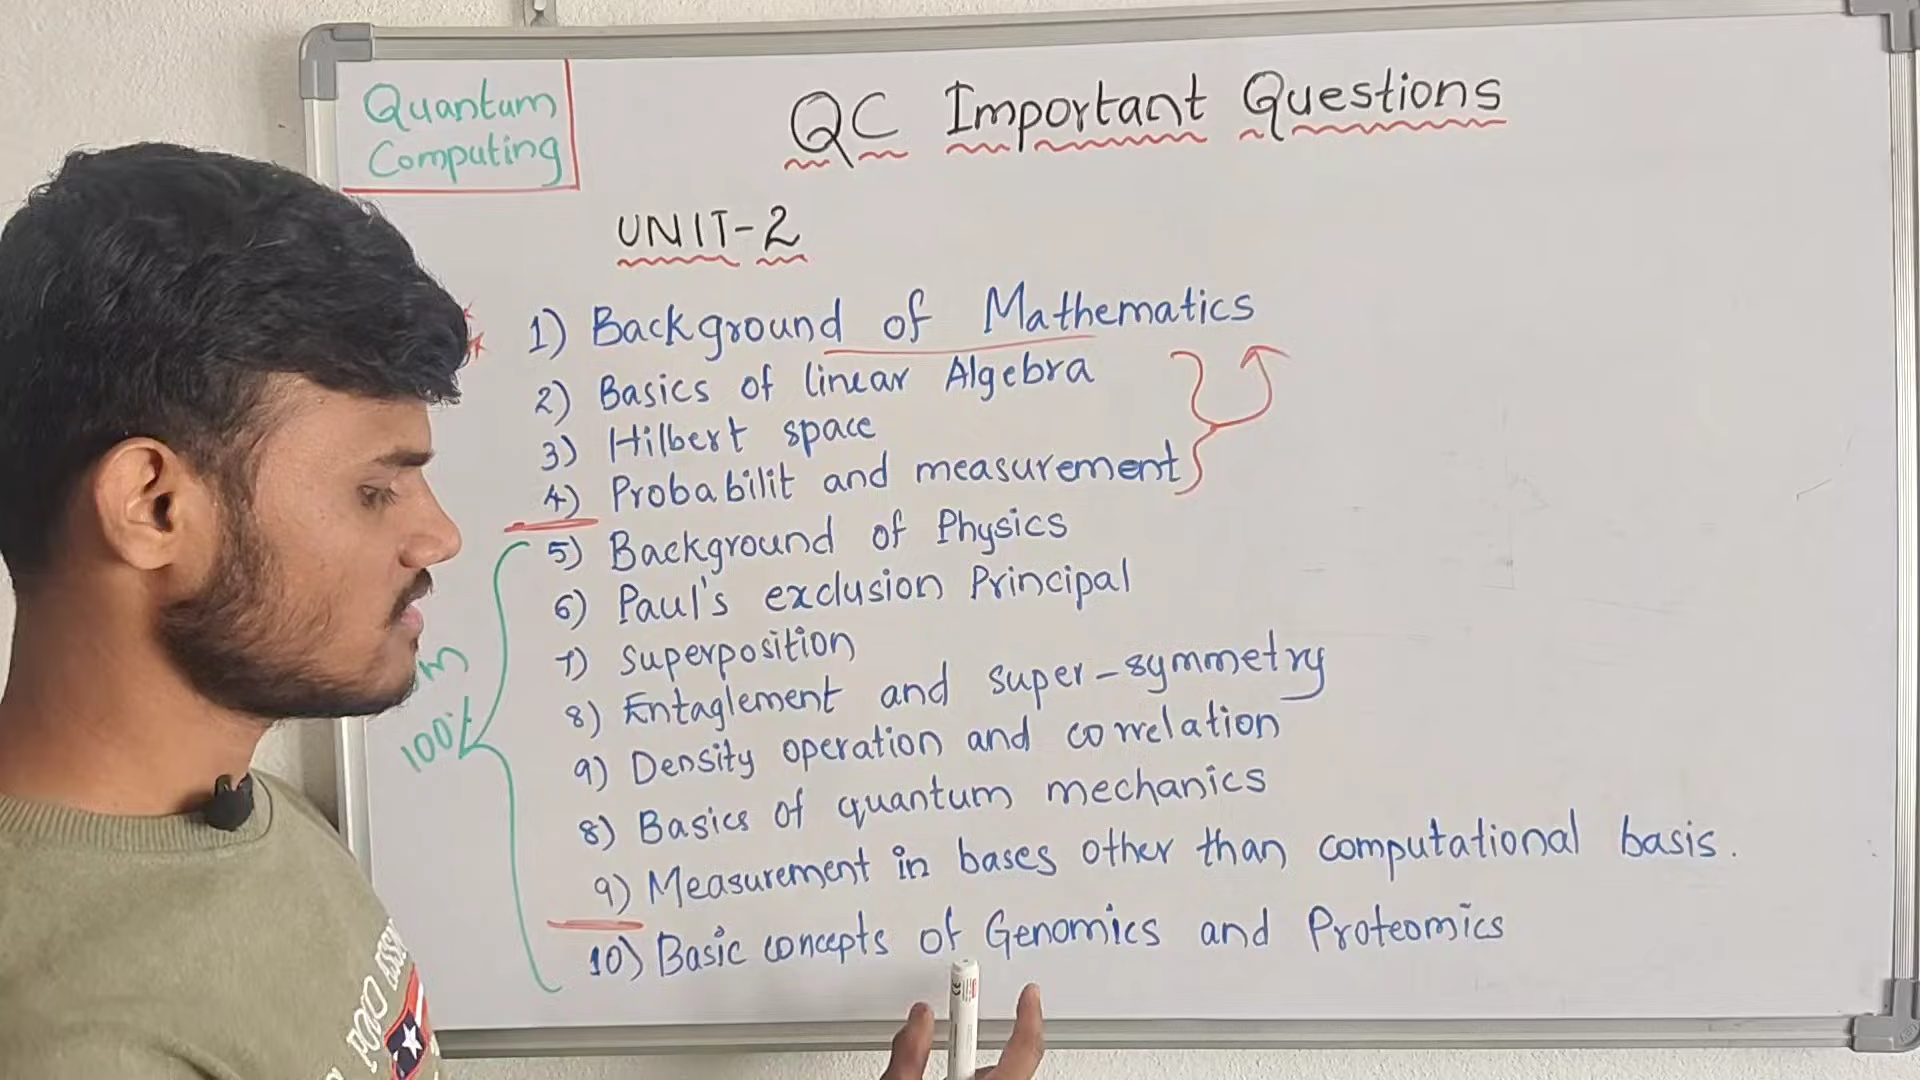 Quantum
Computing
QC Important Questions
UNIT-2
1) Background of Mathematics
2) Basics of linear Algebra
3) Hilbert space
4) Probabilit and measurement
5) Background of Physics
6) Paul's exclusion Principal
7) Superposition
8) Entaglement and super-symmetry
9) Density operation and correlation
8) Basics of quantum mechanics
9) Measurement in bases other than computational basis.
10) Basic concepts of Genomics and Proteomics
100%